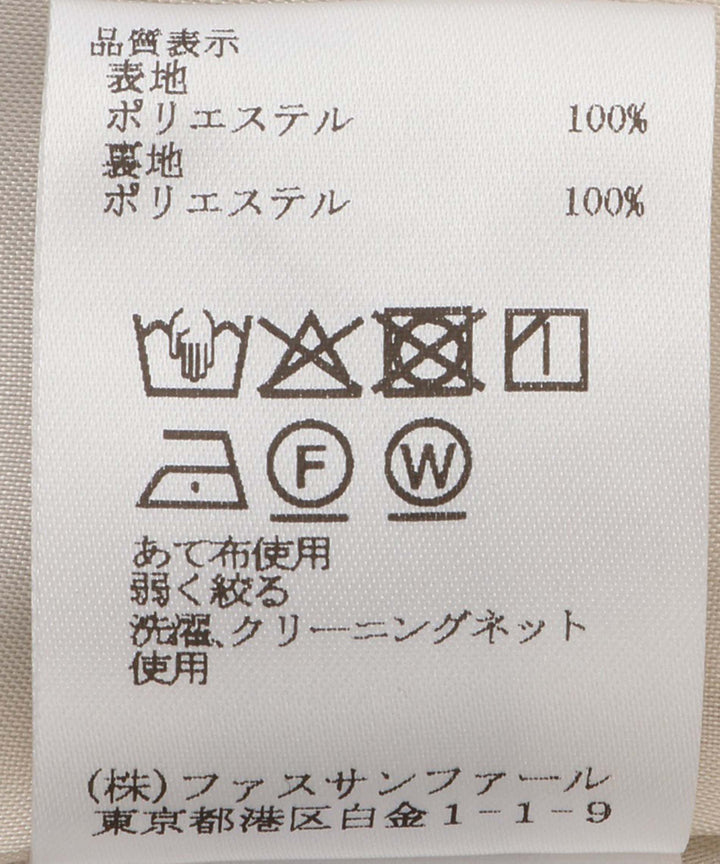 品質表示
表地
ポリエステル 100%
裏地
ポリエステル 100%
F W
あて布使用
弱く絞る
洗濯、クリーニングネット
使用
(株)ファスサンファール
東京都港区白金1-1-9